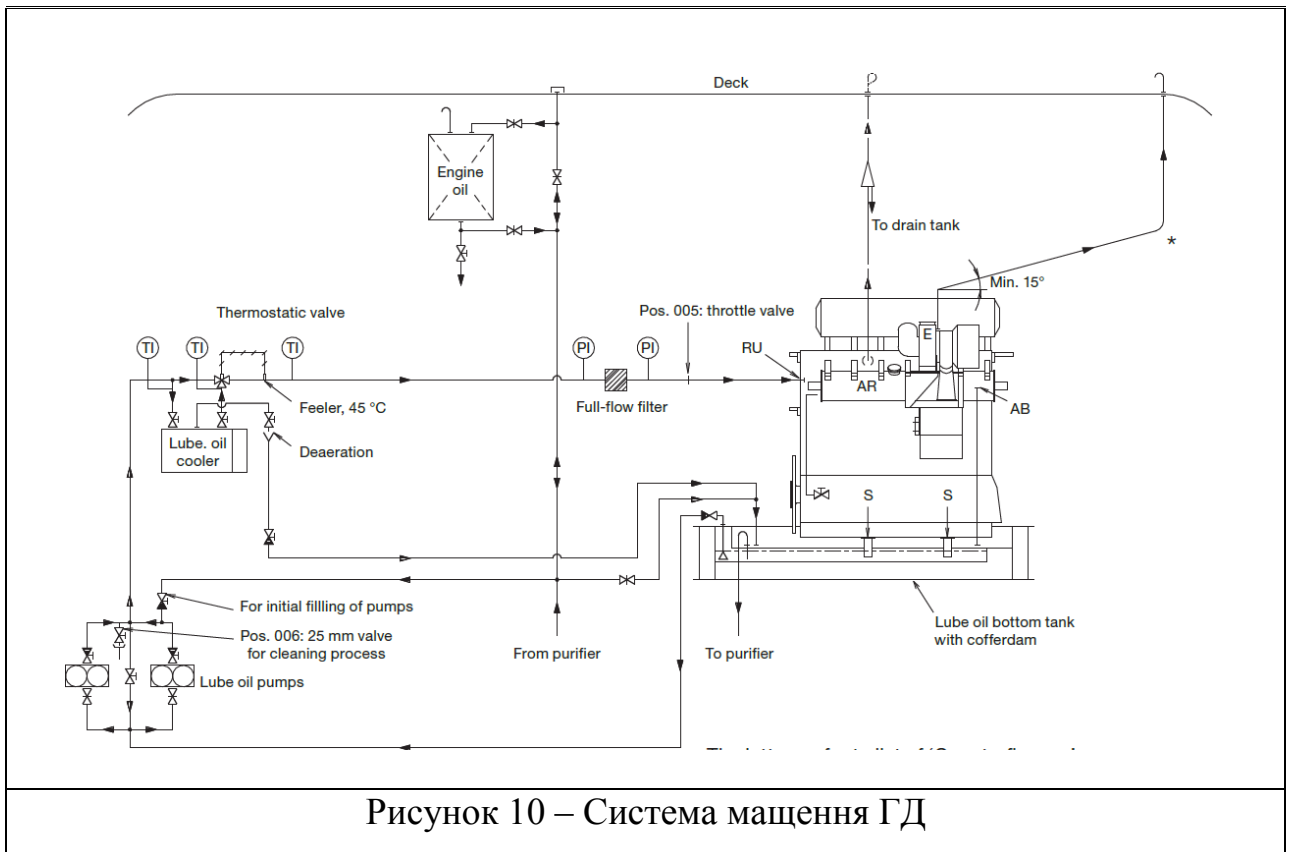 Deck
Engine
oil
To drain tank
*
Min. 15°
Thermostatic valve
Pos. 005: throttle valve
TI
TI
TI
PI
PI
RU
E
AR
AB
Feeler, 45 °C
Full-flow filter
Lube. oil
cooler
Deaeration
S
S
For initial fillling of pumps
Pos. 006: 25 mm valve
for cleaning process
Lube oil pumps
From purifier
To purifier
Lube oil bottom tank
with cofferdam
Рисунок 10 – Система мащення ГД